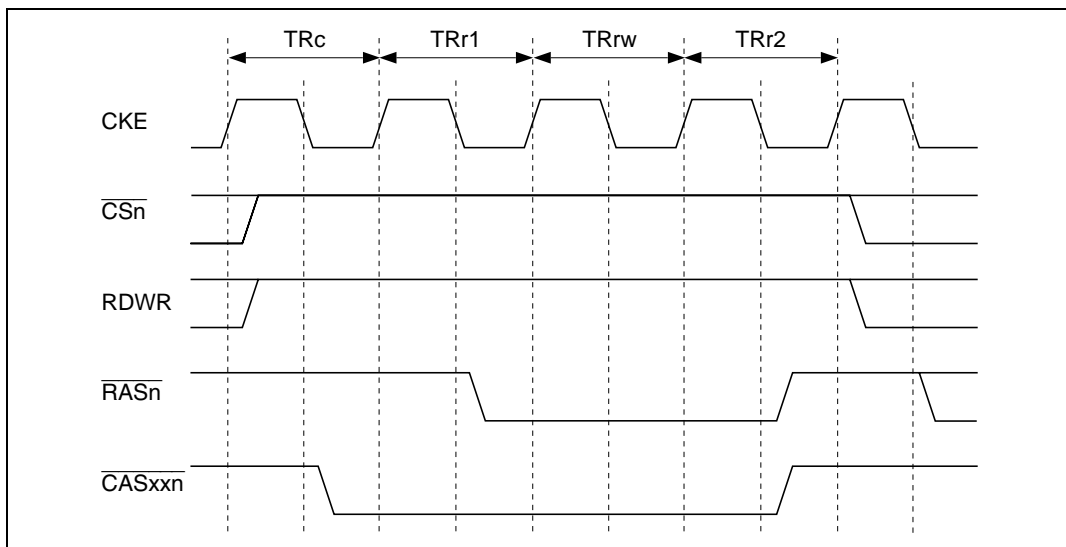 TRc TRr1 TRrw TRr2
CKE
CSn
RDWR
RASn
CASxxn